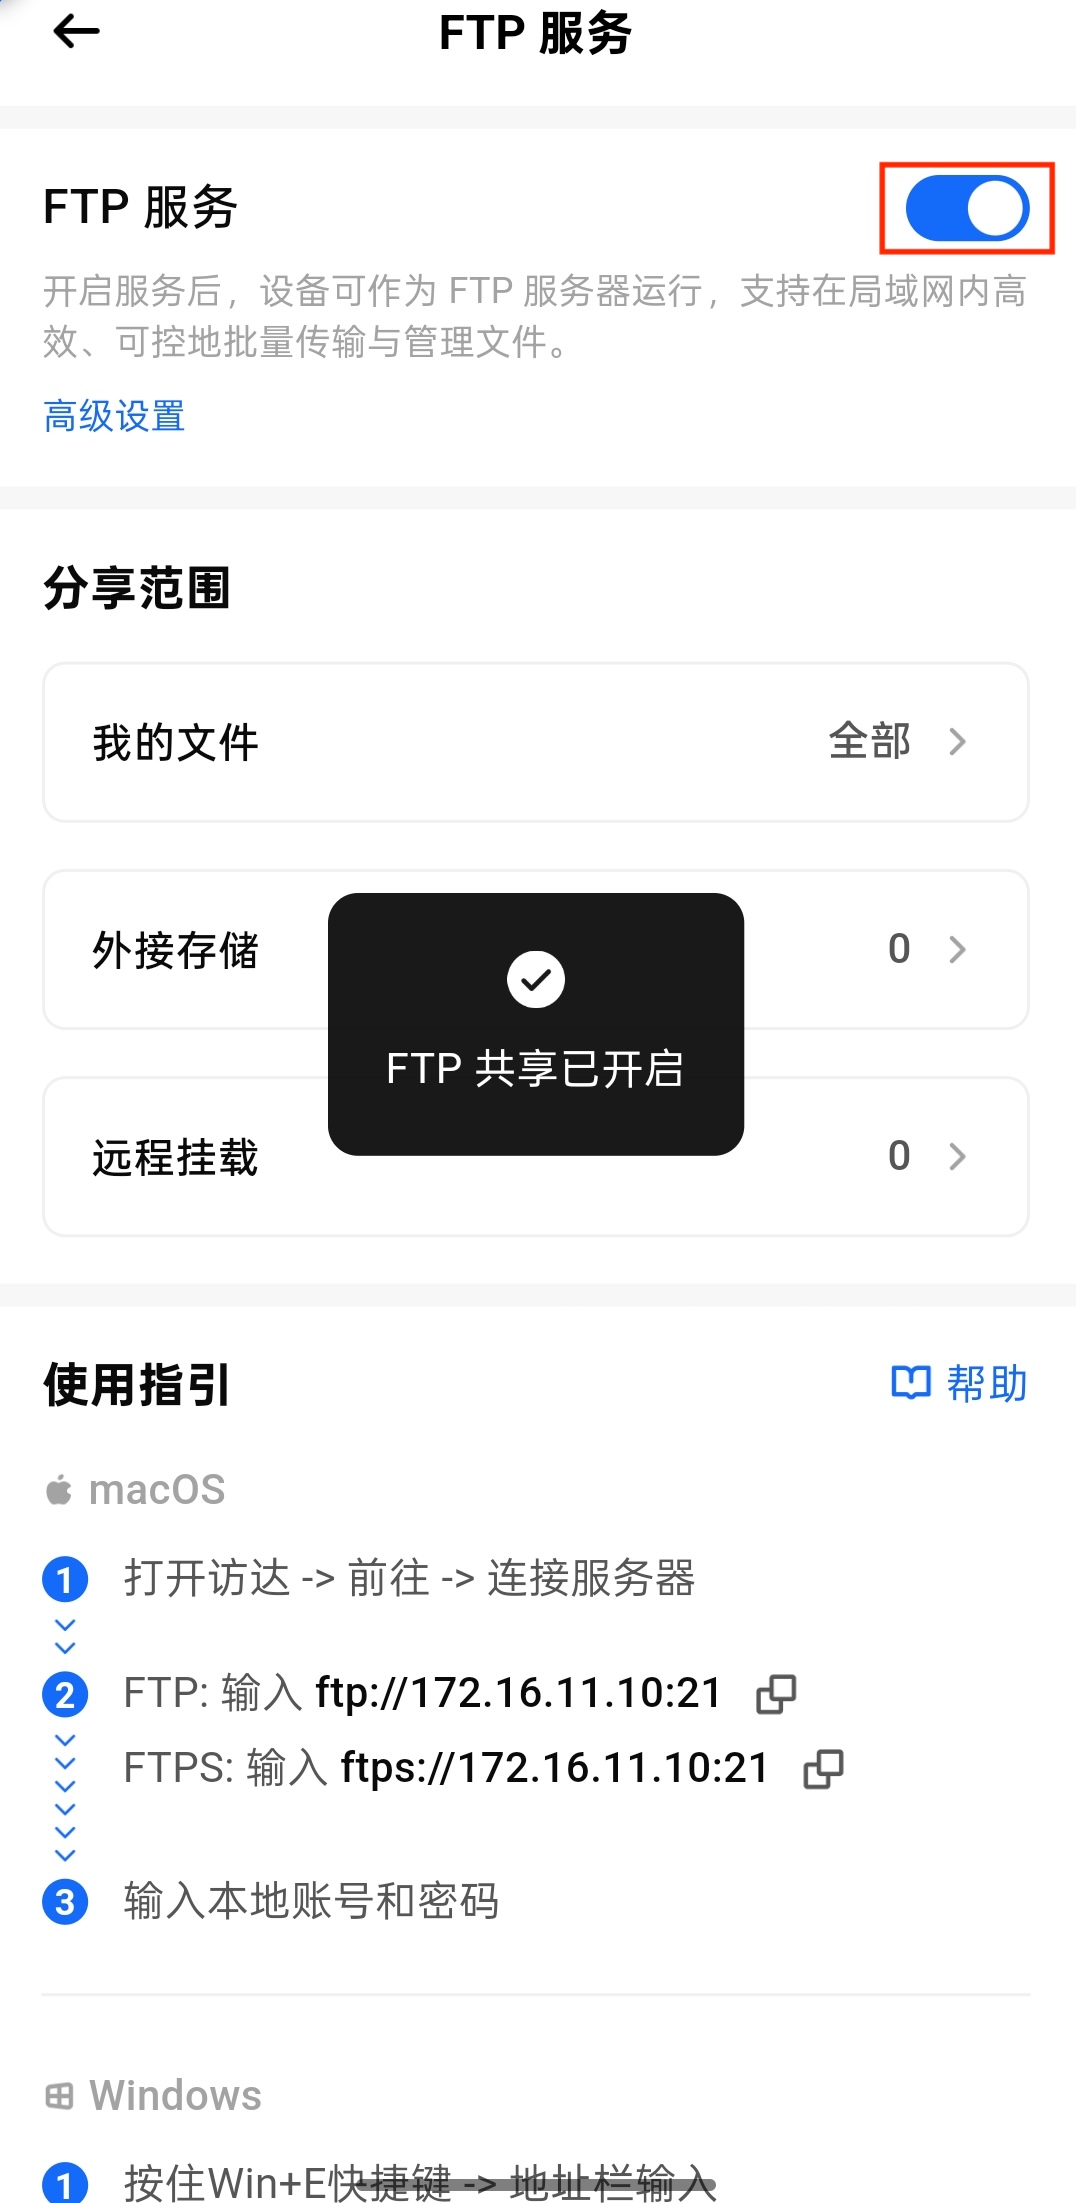 FTP 服务
FTP 服务
开启服务后，设备可作为 FTP 服务器运行，支持在局域网内高
效、可控地批量传输与管理文件。
高级设置
分享范围
我的文件 全部
外接存储 0
FTP 共享已开启
远程挂载 0
使用指引 帮助
macOS
1 打开访达 -> 前往 -> 连接服务器
2 FTP: 输入 ftp://172.16.11.10:21
FTPS: 输入 ftps://172.16.11.10:21
3 输入本地账号和密码
Windows
1 按住Win+E快捷键 -> 地址栏输入